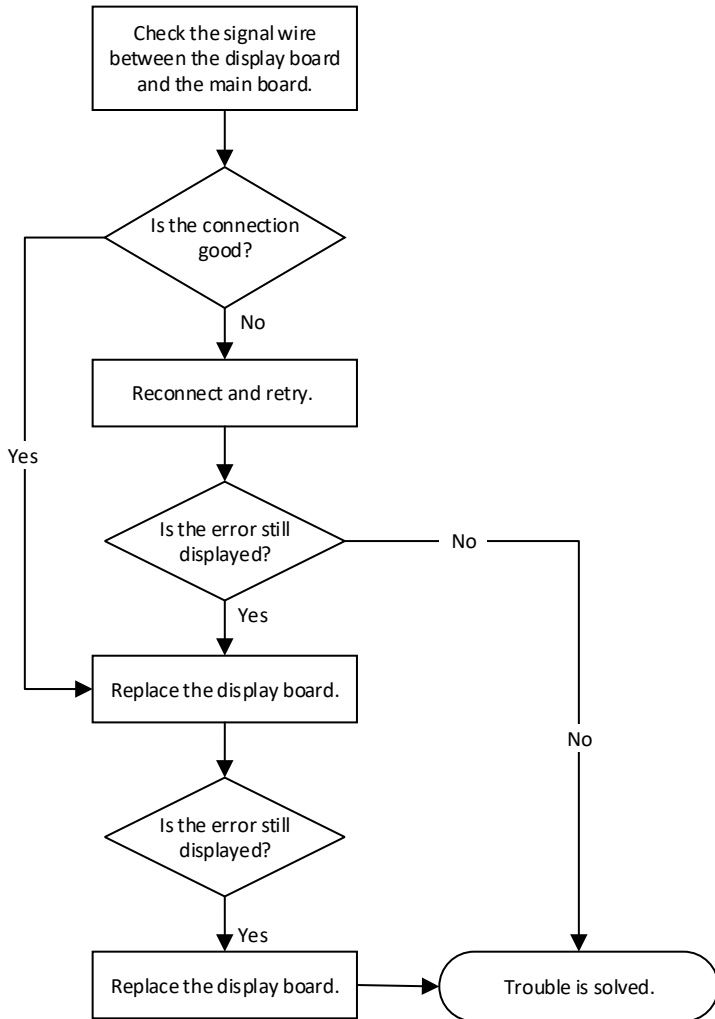 Check the signal wire
between the display board
and the main board.
Is the connection
good?
No
Reconnect and retry.
Yes
Is the error still
displayed?
No
Yes
Replace the display board.
No
Is the error still
displayed?
Yes
Replace the display board.
Trouble is solved.